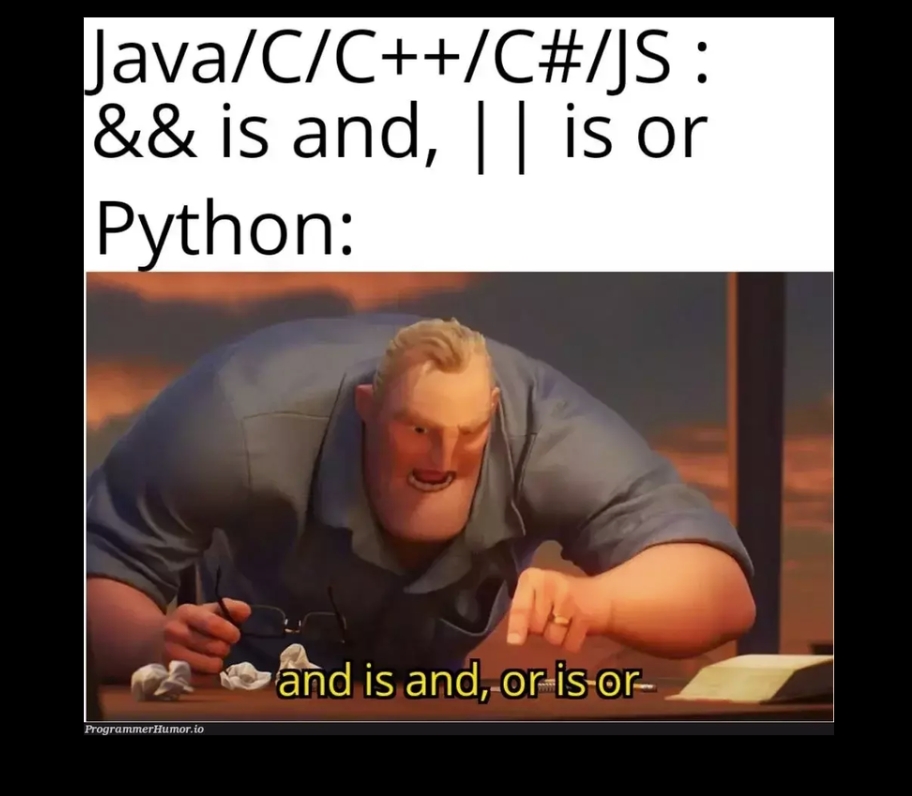 Java/C/C++/C#/JS :
&& is and, || is or
Python:
and is and, or is or
ProgrammerHumor.io